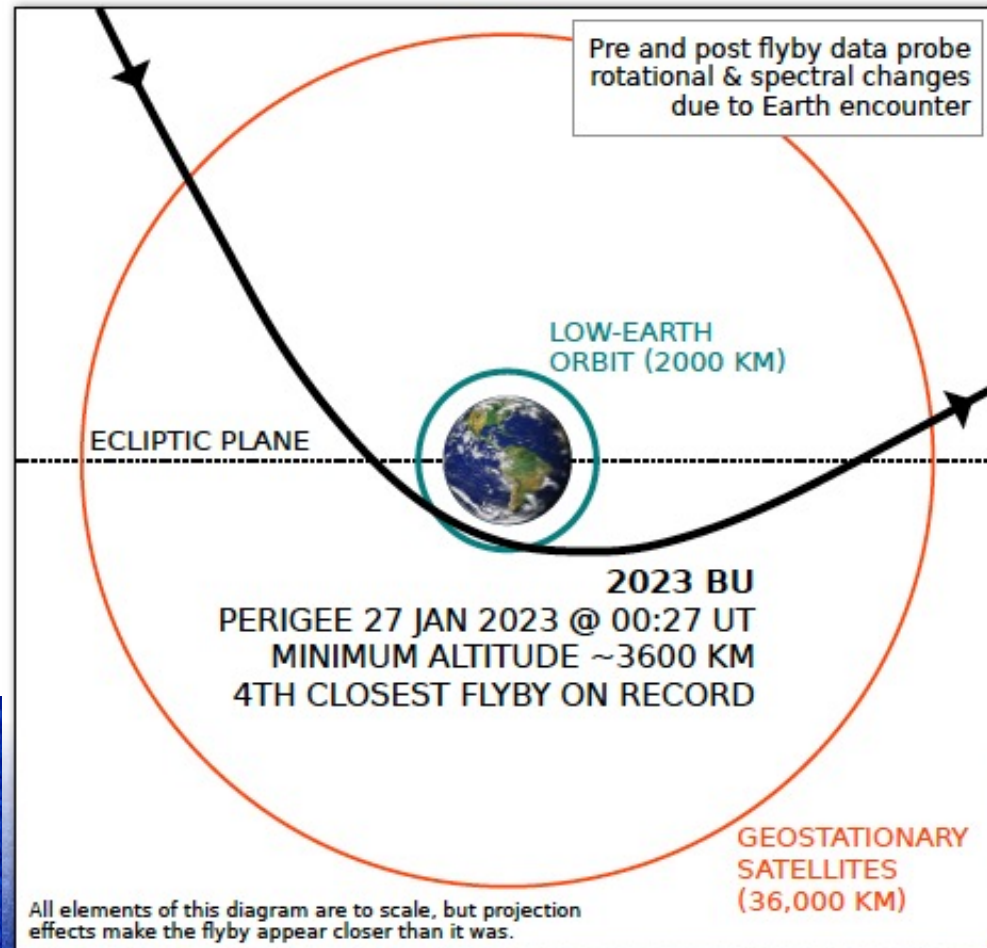 Pre and post flyby data probe
rotational & spectral changes
due to Earth encounter
LOW-EARTH
ORBIT (2000 KM)
ECLIPTIC PLANE
2023 BU
PERIGEE 27 JAN 2023 @ 00:27 UT
MINIMUM ALTITUDE ~3600 KM
4TH CLOSEST FLYBY ON RECORD
GEOSTATIONARY
SATELLITES
(36,000 KM)
All elements of this diagram are to scale, but projection
effects make the flyby appear closer than it was.